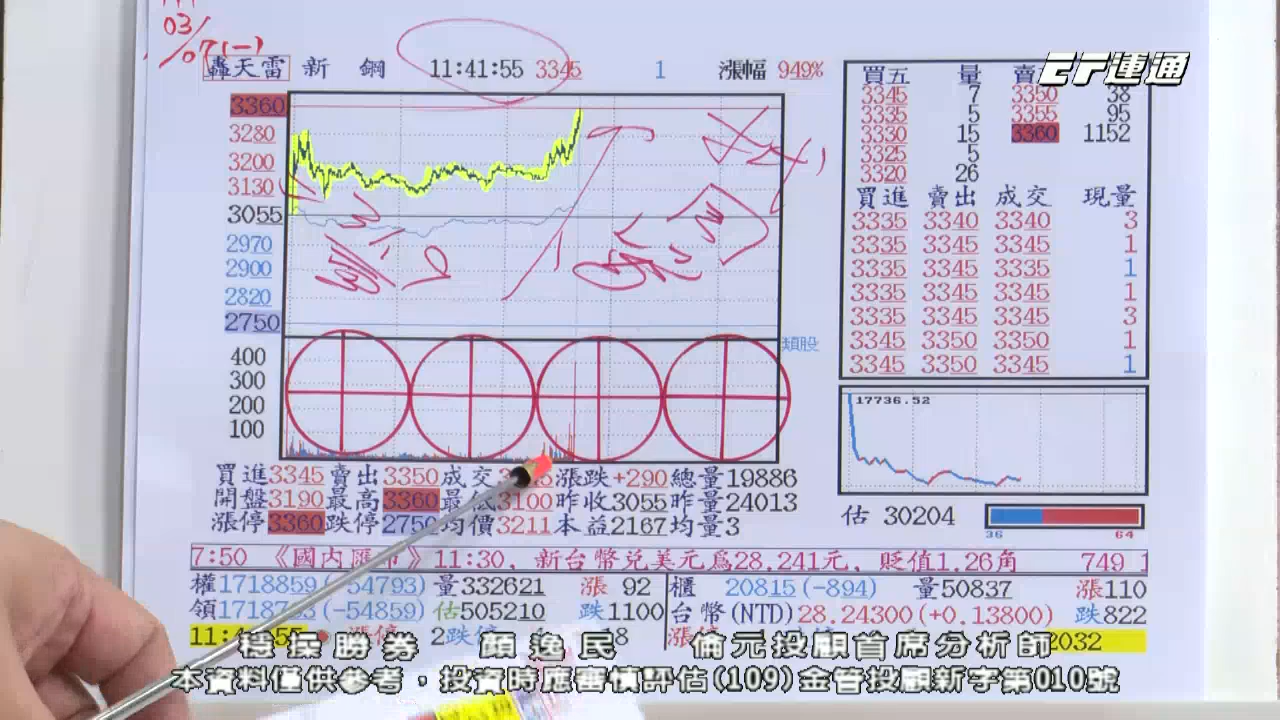 03/
07(一)
轟天雷 新 鋼 11:41:55 3345 1 漲幅 949%
EF連通
3360
3280
3200
3130
3055
2970
2900
2820
2750
400
300
200
100
類股
買五 量 賣
3345 7 3350 38
3335 5 3355 95
3330 15 3360 1152
3325 5
3320 26
買進 賣出 成交 現量
3335 3340 3340 3
3335 3345 3345 1
3335 3345 3335 1
3335 3345 3345 1
3335 3345 3345 3
3345 3350 3350 1
3345 3350 3345 1
17736.52
估 30204
36 64
買進3345 賣出3350 成交 漲跌+290 總量19886
開盤3190 最高3360 最低3100 昨收3055 昨量24013
漲停3360 跌停2750 均價3211 本益2167 均量3
7:50 《國內匯市》11:30, 新台幣兌美元為28.241元, 貶值1.26角 749
權1718859(-54793) 量332621 漲 92 櫃 20815(-894) 量50837 漲110
領 (-54859) 估505210 跌1100 台幣(NTD)28.24300(+0.13800) 跌822
2跌停 8 2032
穩操勝券 顏逸民 倫元投顧首席分析師
本資料僅供參考,投資時應審慎評估(109)金管投顧新字第010號